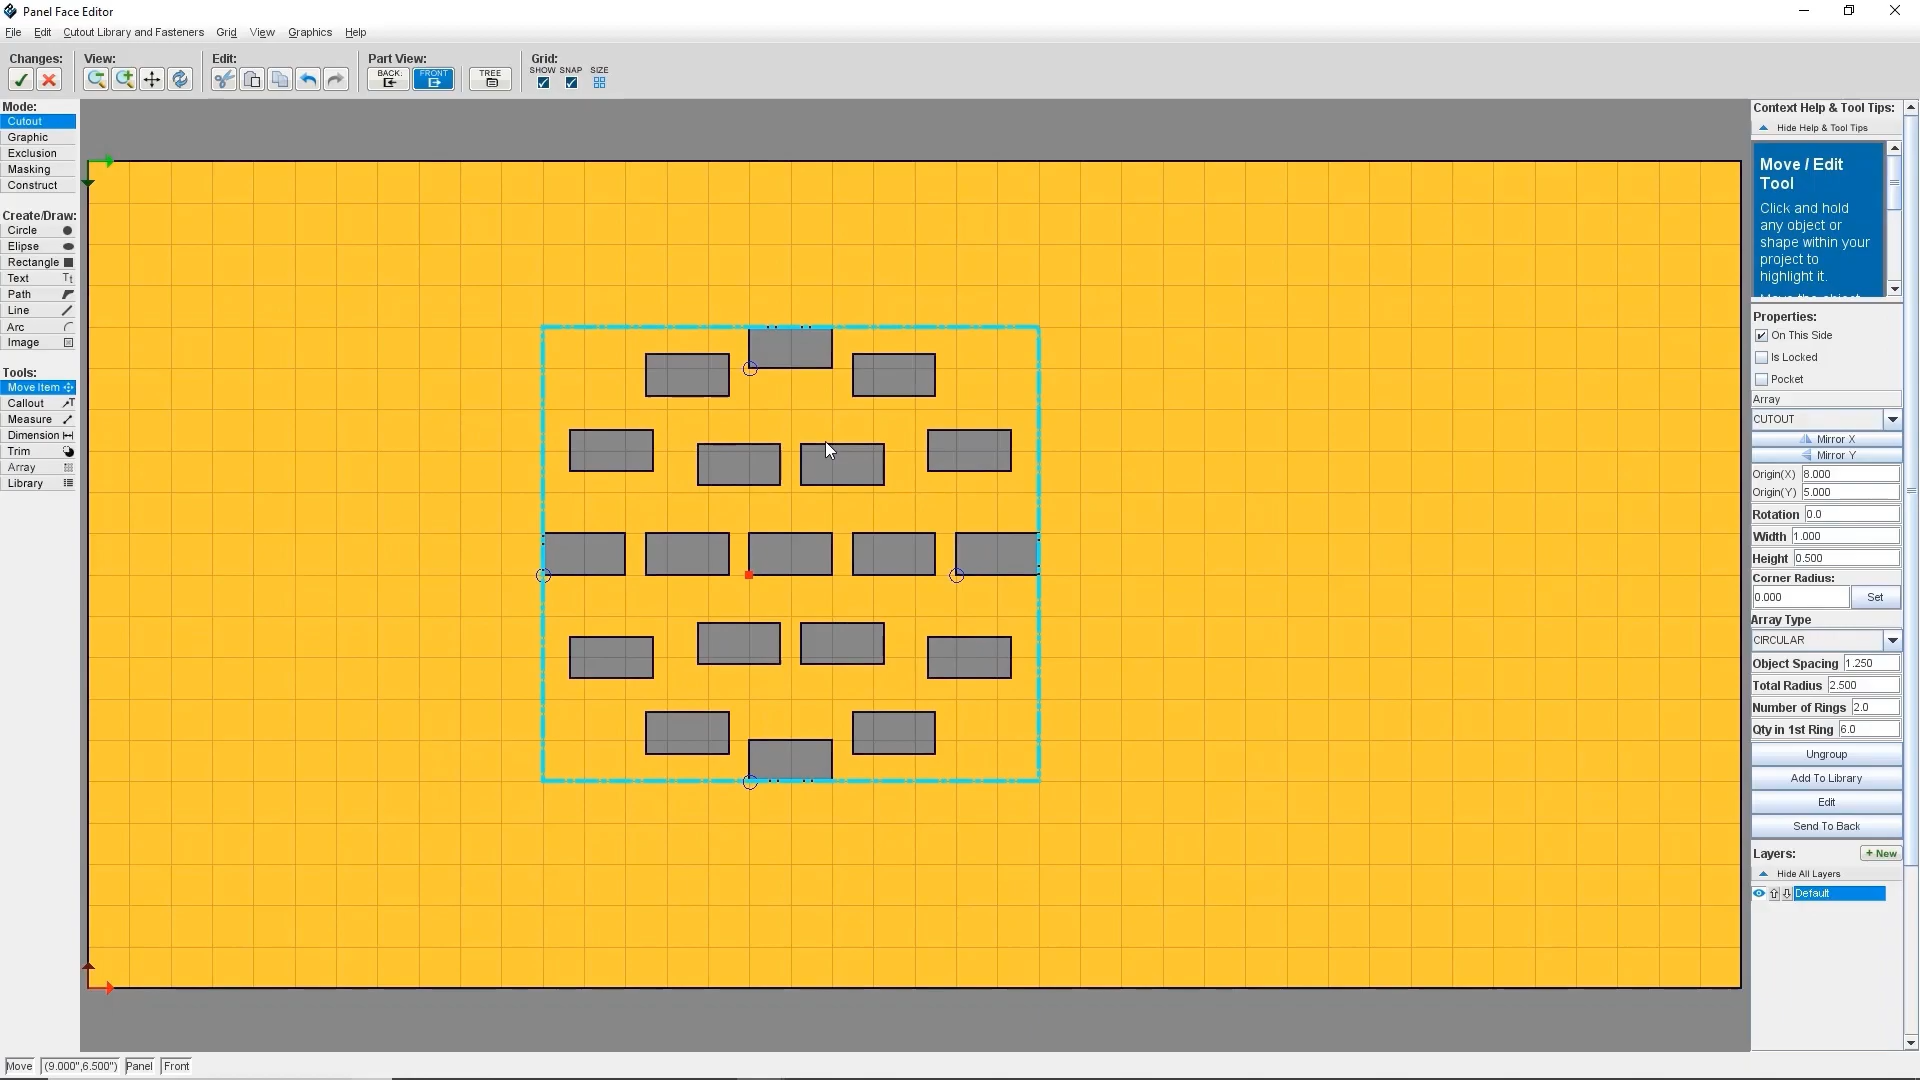 Panel Face Editor
File Edit Cutout Library and Fasteners Grid View Graphics Help
Changes: View: Edit: Part View: Grid:
BACK: FRONT TREE SHOW SNAP SIZE
Mode:
Cutout
Graphic
Exclusion
Masking
Construct
Create/Draw:
Circle
Elipse
Rectangle
Text Tt
Path
Line
Arc
Image
Tools:
Move Item
Callout
Measure
Dimension
Trim
Array
Library
Context Help & Tool Tips:
Hide Help & Tool Tips
Move / Edit
Tool
Click and hold
any object or
shape within your
project to
highlight it.
Move the object
Properties:
On This Side
Is Locked
Pocket
Array
CUTOUT
Mirror X
Mirror Y
Origin(X) 8.000
Origin(Y) 5.000
Rotation 0.0
Width 1.000
Height 0.500
Corner Radius:
0.000 Set
Array Type
CIRCULAR
Object Spacing 1.250
Total Radius 2.500
Number of Rings 2.0
Qty in 1st Ring 6.0
Ungroup
Add To Library
Edit
Send To Back
Layers: + New
Hide All Layers
Default
Move (9.000",6.500") Panel Front